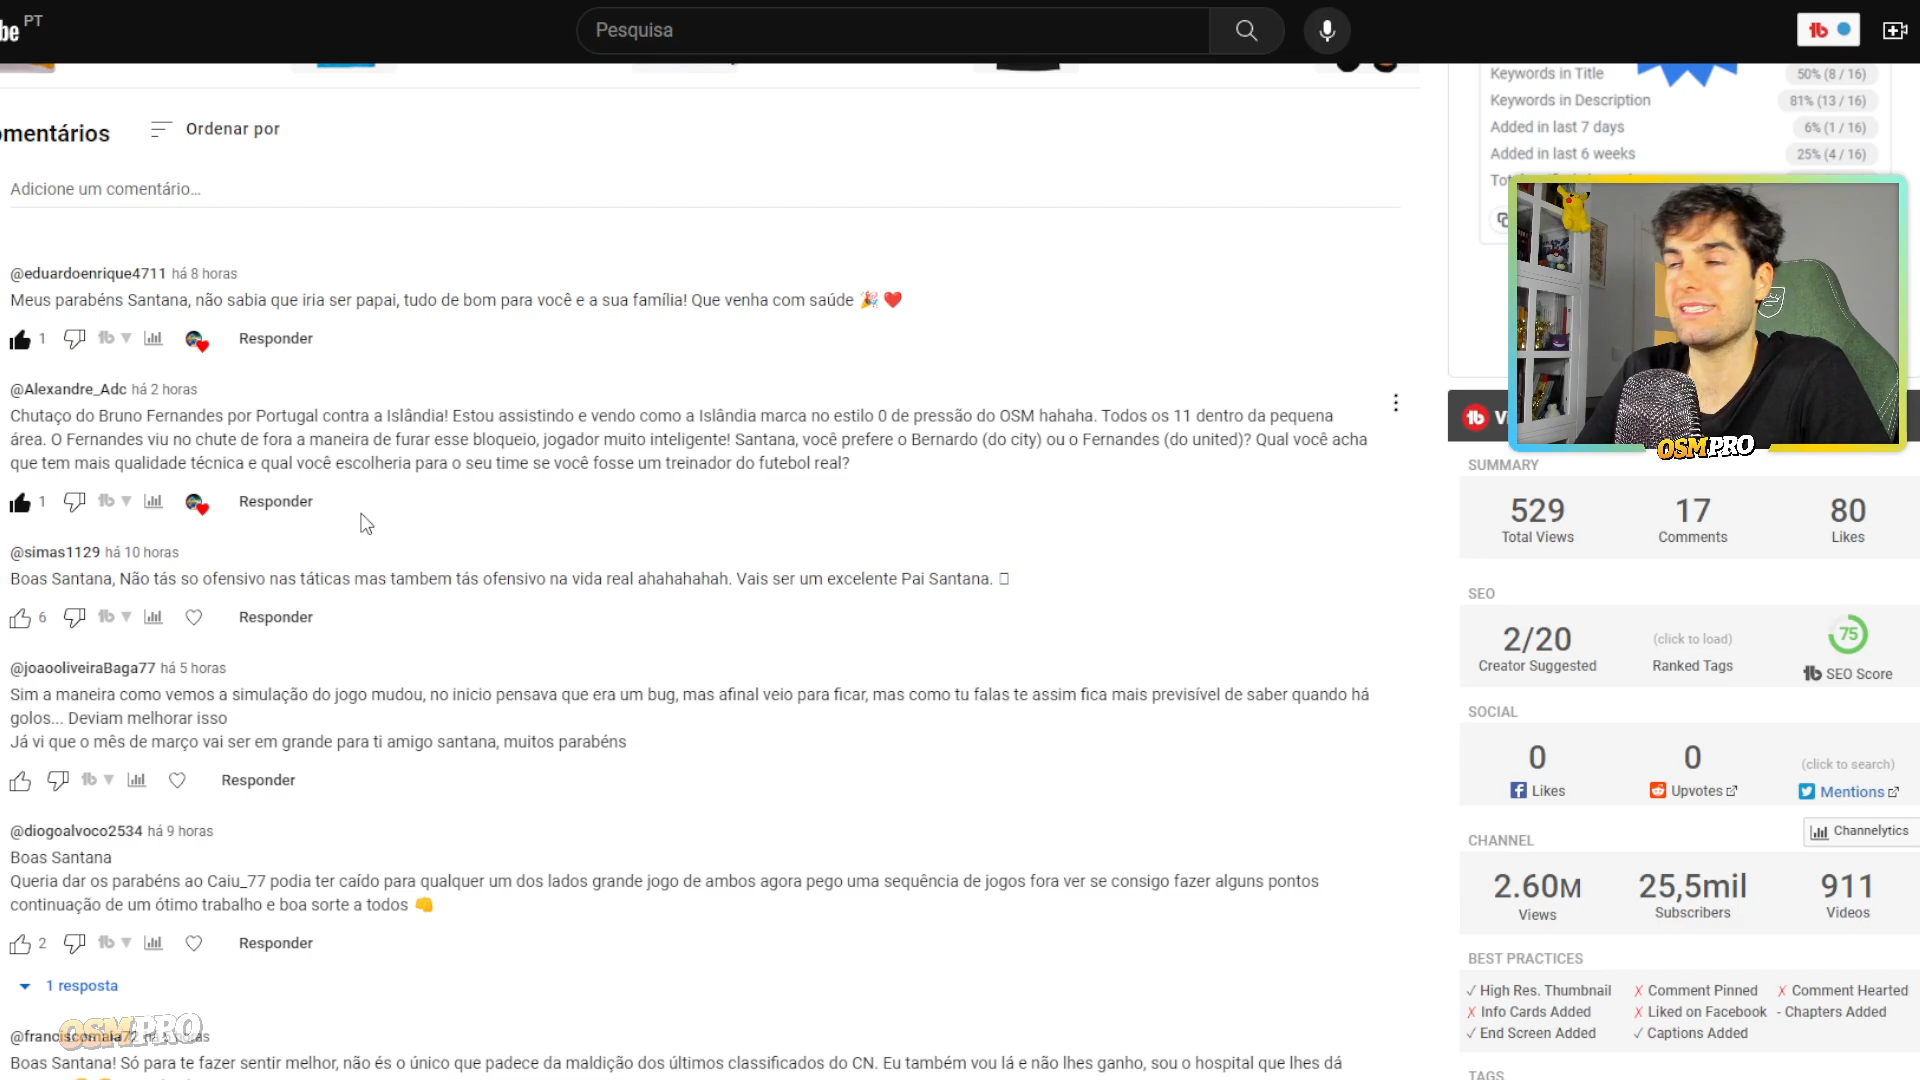 be PT
Pesquisa
Keywords in Title 50% (8 / 16)
Keywords in Description 81% (13 / 16)
Added in last 7 days 6% (1 / 16)
Added in last 6 weeks 25% (4 / 16)
omentários
Ordenar por
Adicione um comentário...
@eduardoenrique4711 há 8 horas
Meus parabéns Santana, não sabia que iria ser papai, tudo de bom para você e a sua família! Que venha com saúde 🎉 ❤️
1 Responder
@Alexandre_Adc há 2 horas
Chutaço do Bruno Fernandes por Portugal contra a Islândia! Estou assistindo e vendo como a Islândia marca no estilo 0 de pressão do OSM hahaha. Todos os 11 dentro da pequena
área. O Fernandes viu no chute de fora a maneira de furar esse bloqueio, jogador muito inteligente! Santana, você prefere o Bernardo (do city) ou o Fernandes (do united)? Qual você acha
que tem mais qualidade técnica e qual você escolheria para o seu time se você fosse um treinador do futebol real?
1 Responder
@simas1129 há 10 horas
Boas Santana, Não tás so ofensivo nas táticas mas tambem tás ofensivo na vida real ahahahahah. Vais ser um excelente Pai Santana.
6 Responder
@joaooliveiraBaga77 há 5 horas
Sim a maneira como vemos a simulação do jogo mudou, no inicio pensava que era um bug, mas afinal veio para ficar, mas como tu falas te assim fica mais previsível de saber quando há
golos... Deviam melhorar isso
Já vi que o mês de março vai ser em grande para ti amigo santana, muitos parabéns
Responder
@diogoalvoco2534 há 9 horas
Boas Santana
Queria dar os parabéns ao Caiu_77 podia ter caído para qualquer um dos lados grande jogo de ambos agora pego uma sequência de jogos fora ver se consigo fazer alguns pontos
continuação de um ótimo trabalho e boa sorte a todos 👊
2 Responder
1 resposta
OSMPRO
Boas Santana! Só para te fazer sentir melhor, não és o único que padece da maldição dos últimos classificados do CN. Eu também vou lá e não lhes ganho, sou o hospital que lhes dá
OSMPRO
SUMMARY
529 17 80
Total Views Comments Likes
SEO
2/20 (click to load) 75
Creator Suggested Ranked Tags SEO Score
SOCIAL
0 0 (click to search)
Likes Upvotes Mentions
CHANNEL Channelytics
2.60M 25,5mil 911
Views Subscribers Videos
BEST PRACTICES
✓ High Res. Thumbnail ✗ Comment Pinned ✗ Comment Hearted
✗ Info Cards Added ✗ Liked on Facebook - Chapters Added
✓ End Screen Added ✓ Captions Added
TAGS